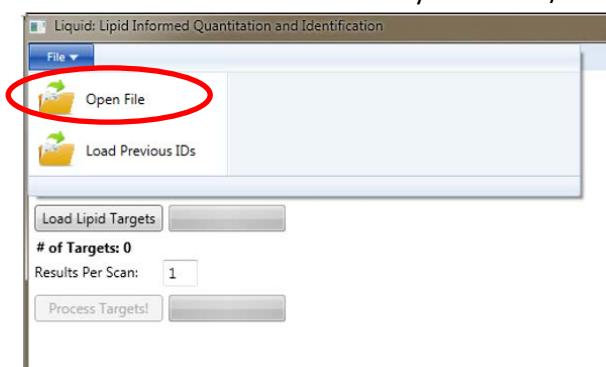 Liquid: Lipid Informed Quantitation and Identification
File
Open File
Load Previous IDs
Load Lipid Targets
# of Targets: 0
Results Per Scan: 1
Process Targets!